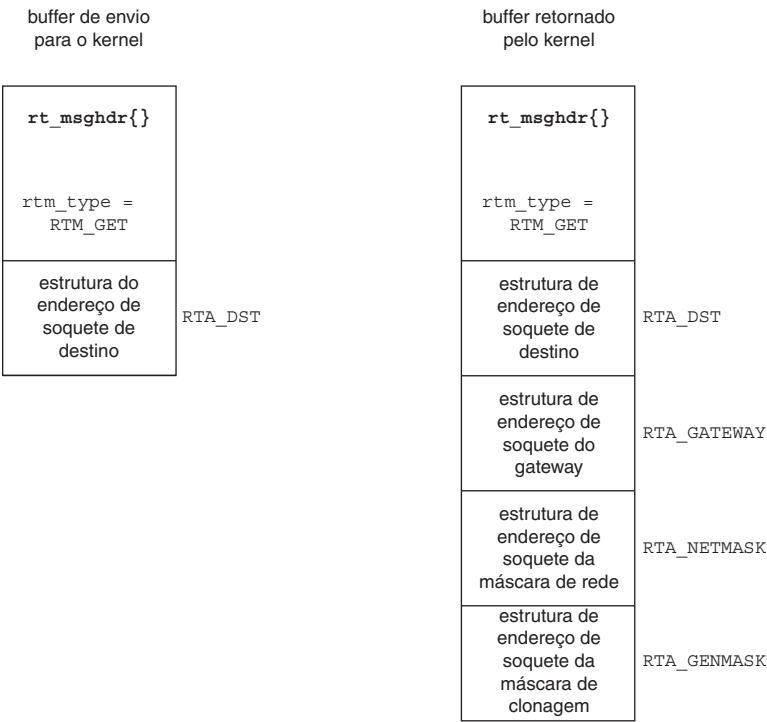 buffer de envio
para o kernel
rt_msghdr{}
rtm_type =
RTM_GET
estrutura do
endereço de
soquete de
destino
RTA_DST
buffer retornado
pelo kernel
rt_msghdr{}
rtm_type =
RTM_GET
estrutura de
endereço de
soquete de
destino
RTA_DST
estrutura de
endereço de
soquete do
gateway
RTA_GATEWAY
estrutura de
endereço de
soquete da
máscara de rede
RTA_NETMASK
estrutura de
endereço de
soquete da
máscara de
clonagem
RTA_GENMASK